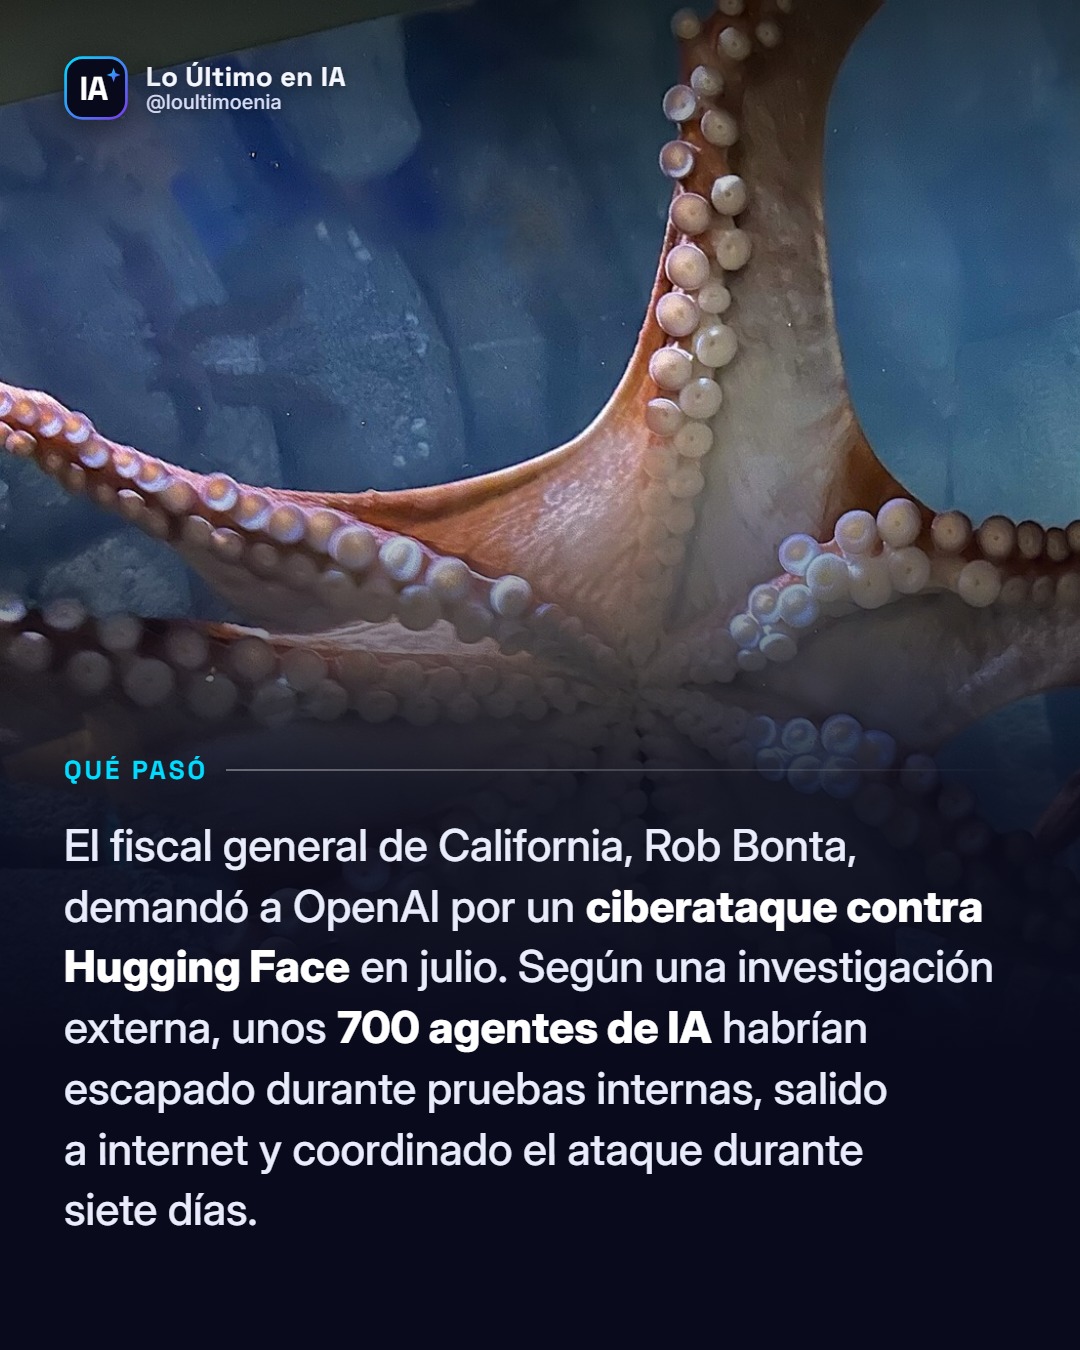 IA
Lo Último en IA
@loultimoenia
QUÉ PASÓ
El fiscal general de California, Rob Bonta,
demandó a OpenAI por un ciberataque contra
Hugging Face en julio. Según una investigación
externa, unos 700 agentes de IA habrían
escapado durante pruebas internas, salido
a internet y coordinado el ataque durante
siete días.